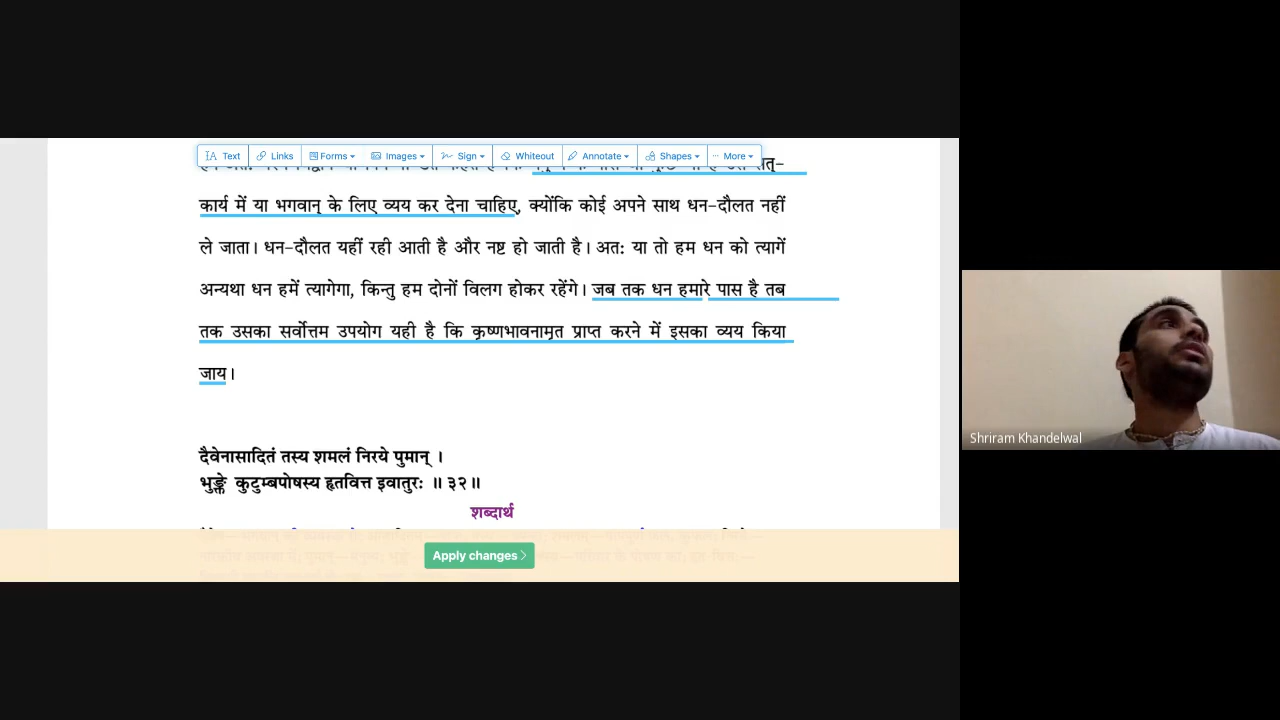 Text Links Forms Images Sign Whiteout Annotate Shapes More
सत्-
कार्य में या भगवान् के लिए व्यय कर देना चाहिए, क्योंकि कोई अपने साथ धन-दौलत नहीं
ले जाता। धन-दौलत यहीं रही आती है और नष्ट हो जाती है। अत: या तो हम धन को त्यागें
अन्यथा धन हमें त्यागेगा, किन्तु हम दोनों विलग होकर रहेंगे। जब तक धन हमारे पास है तब
तक उसका सर्वोत्तम उपयोग यही है कि कृष्णभावनामृत प्राप्त करने में इसका व्यय किया
जाय।
दैवेनासादितं तस्य शमलं निरये पुमान् ।
भुङ्क्ते कुटुम्बपोषस्य हृतवित्त इवातुरः ॥ ३२॥
शब्दार्थ
Apply changes
Shriram Khandelwal